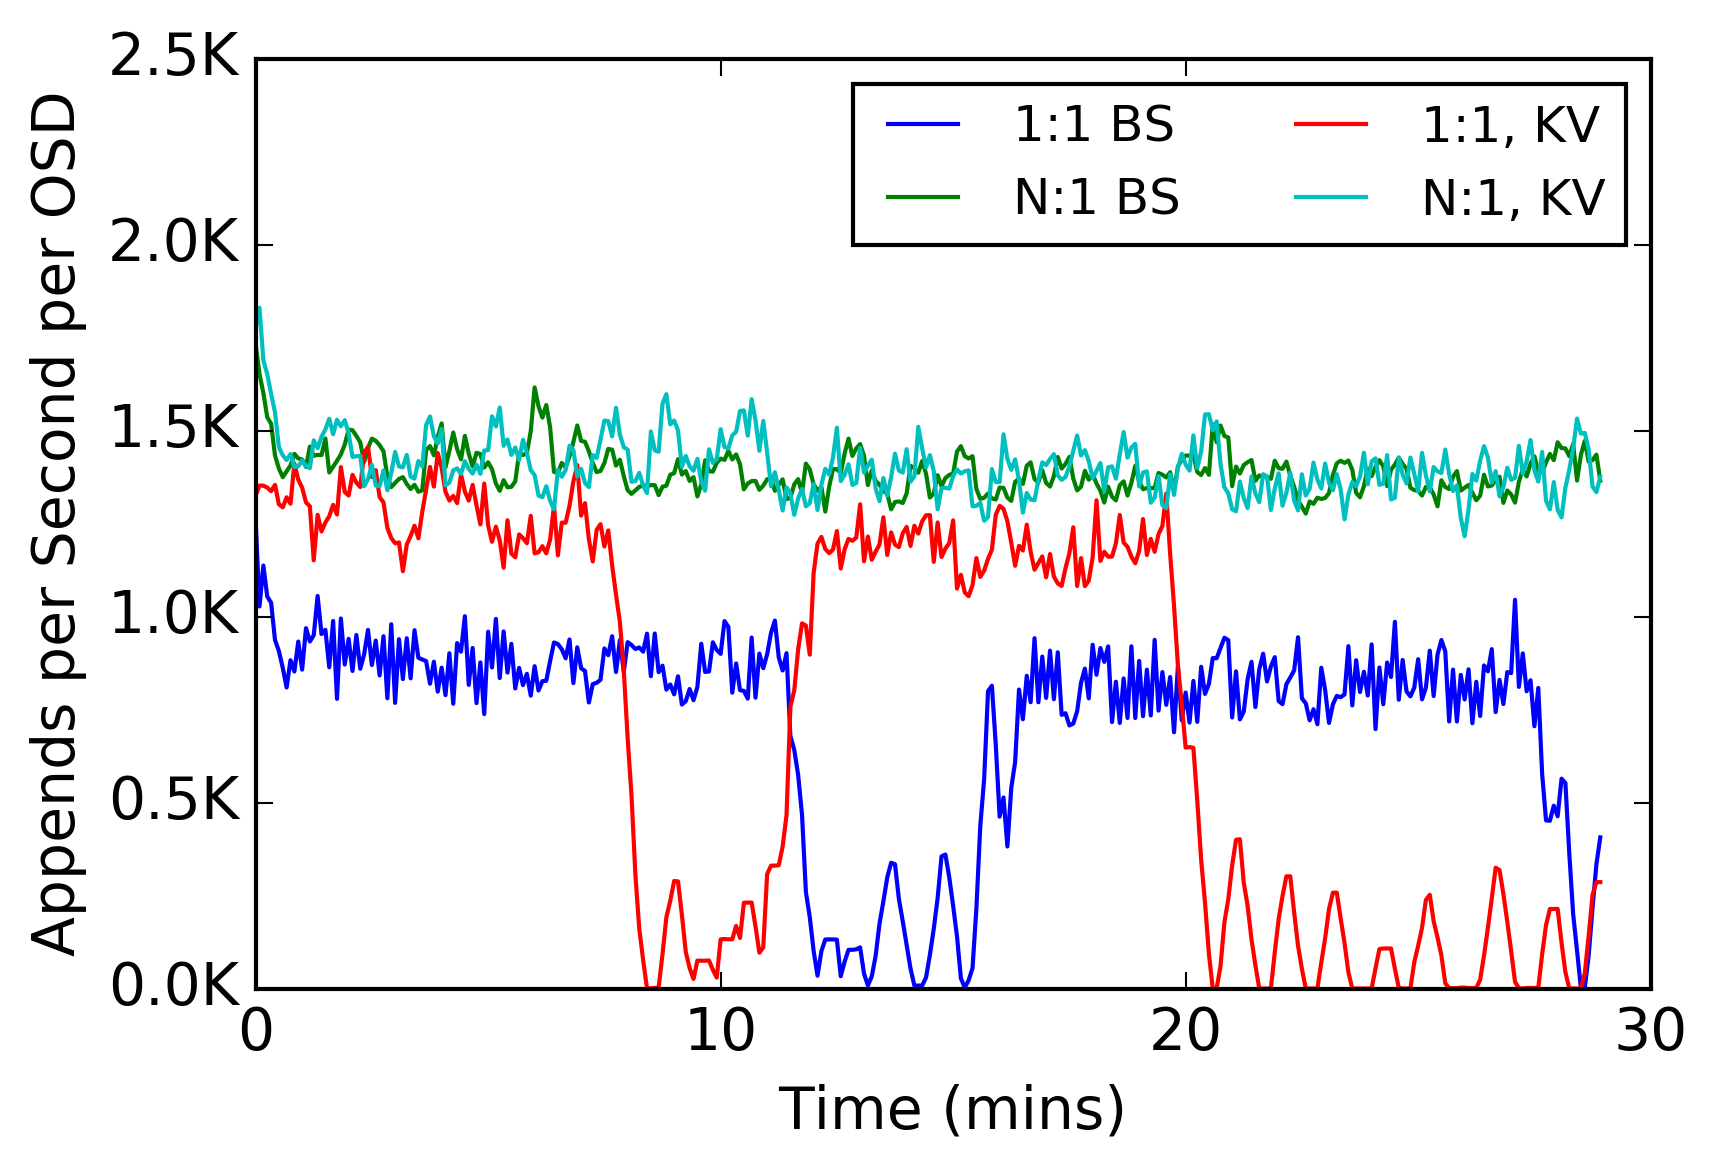 Appends per Second per OSD
2.5K
2.0K
1.5K
1.0K
0.5K
0.0K
1:1 BS
N:1 BS
1:1, KV
N:1, KV
0 10 20 30
Time (mins)